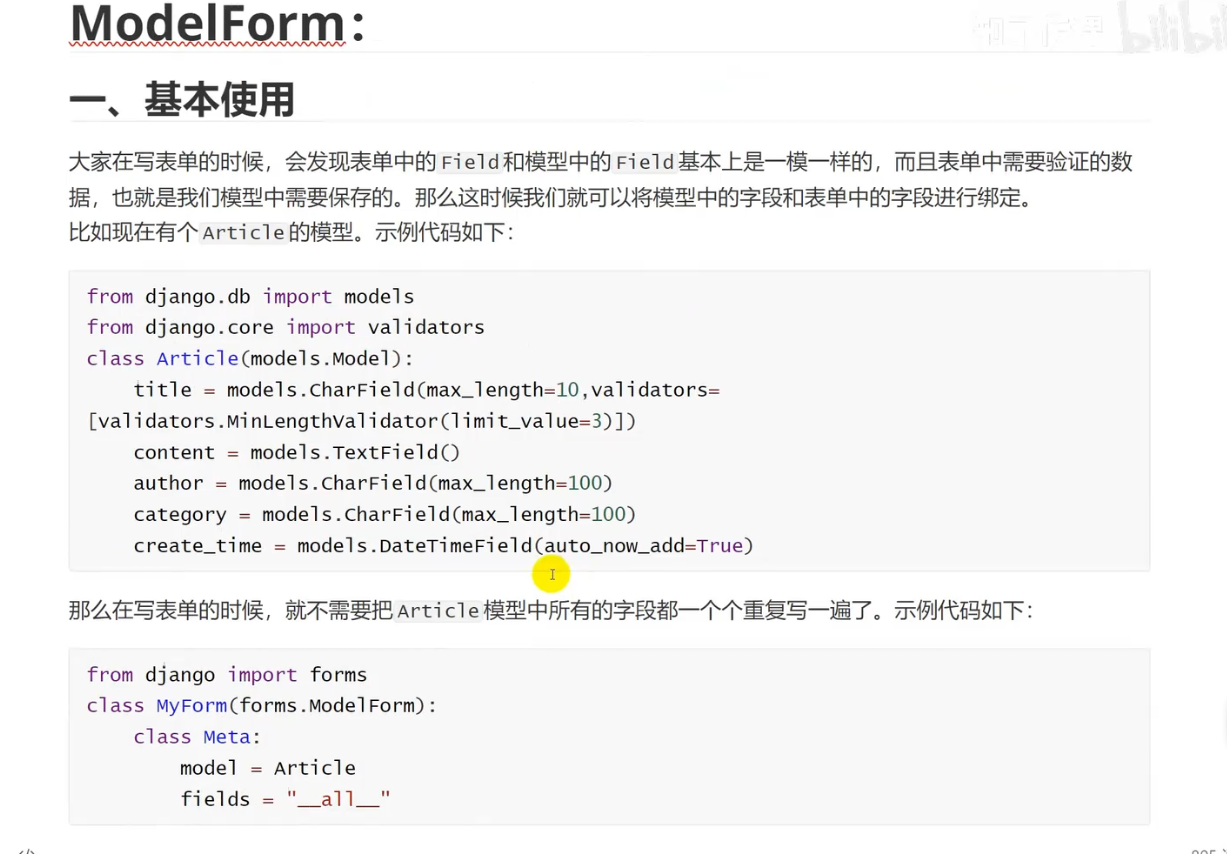 ModelForm：
bilibili
一、基本使用
大家在写表单的时候，会发现表单中的Field和模型中的Field基本上是一模一样的，而且表单中需要验证的数
据，也就是我们模型中需要保存的。那么这时候我们就可以将模型中的字段和表单中的字段进行绑定。
比如现在有个Article的模型。示例代码如下：
from django.db import models
from django.core import validators
class Article(models.Model):
    title = models.CharField(max_length=10,validators=
[validators.MinLengthValidator(limit_value=3)])
    content = models.TextField()
    author = models.CharField(max_length=100)
    category = models.CharField(max_length=100)
    create_time = models.DateTimeField(auto_now_add=True)
那么在写表单的时候，就不需要把Article模型中所有的字段都一个个重复写一遍了。示例代码如下：
from django import forms
class MyForm(forms.ModelForm):
    class Meta:
        model = Article
        fields = "__all__"